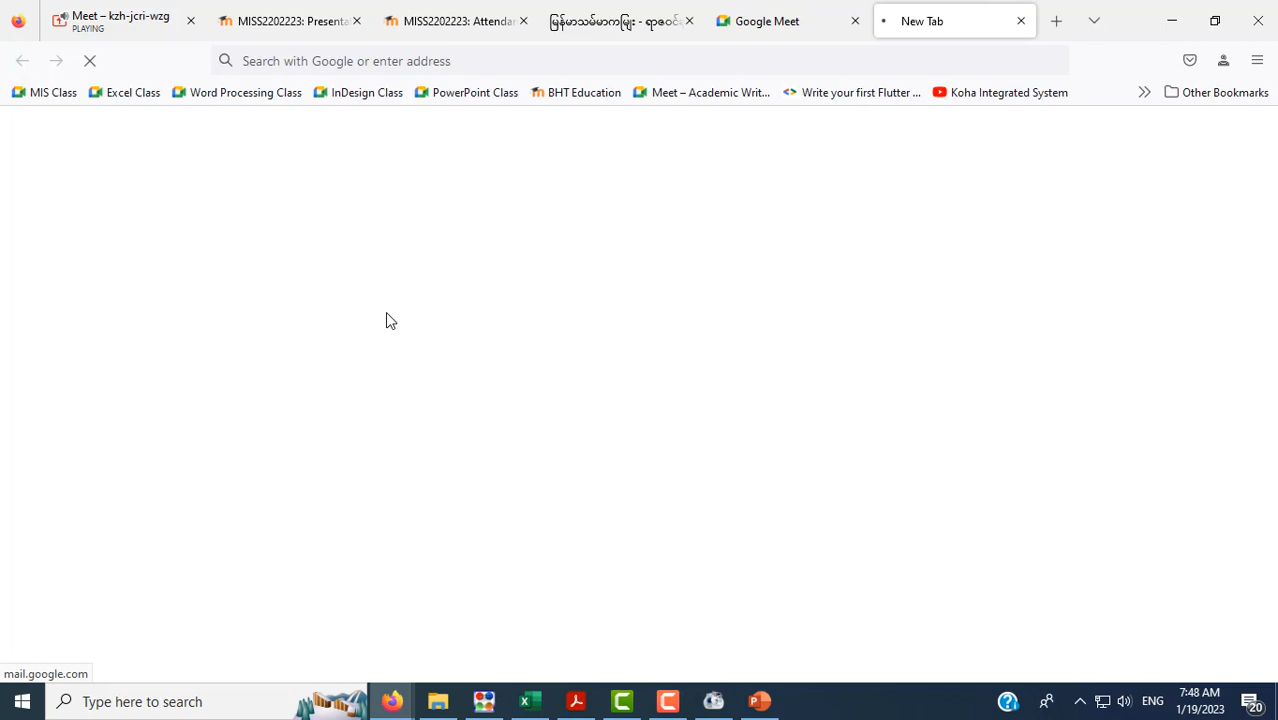 Meet – kzh-jcri-wzg
PLAYING
MISS2202223: Presenta
MISS2202223: Attendar
မြန်မာသမ်မာကမြူး - ရာဇဝင်
Google Meet
New Tab
Search with Google or enter address
MIS Class
Excel Class
Word Processing Class
InDesign Class
PowerPoint Class
BHT Education
Meet – Academic Writ...
Write your first Flutter ...
Koha Integrated System
Other Bookmarks
mail.google.com
Type here to search
ENG
7:48 AM
1/19/2023
20